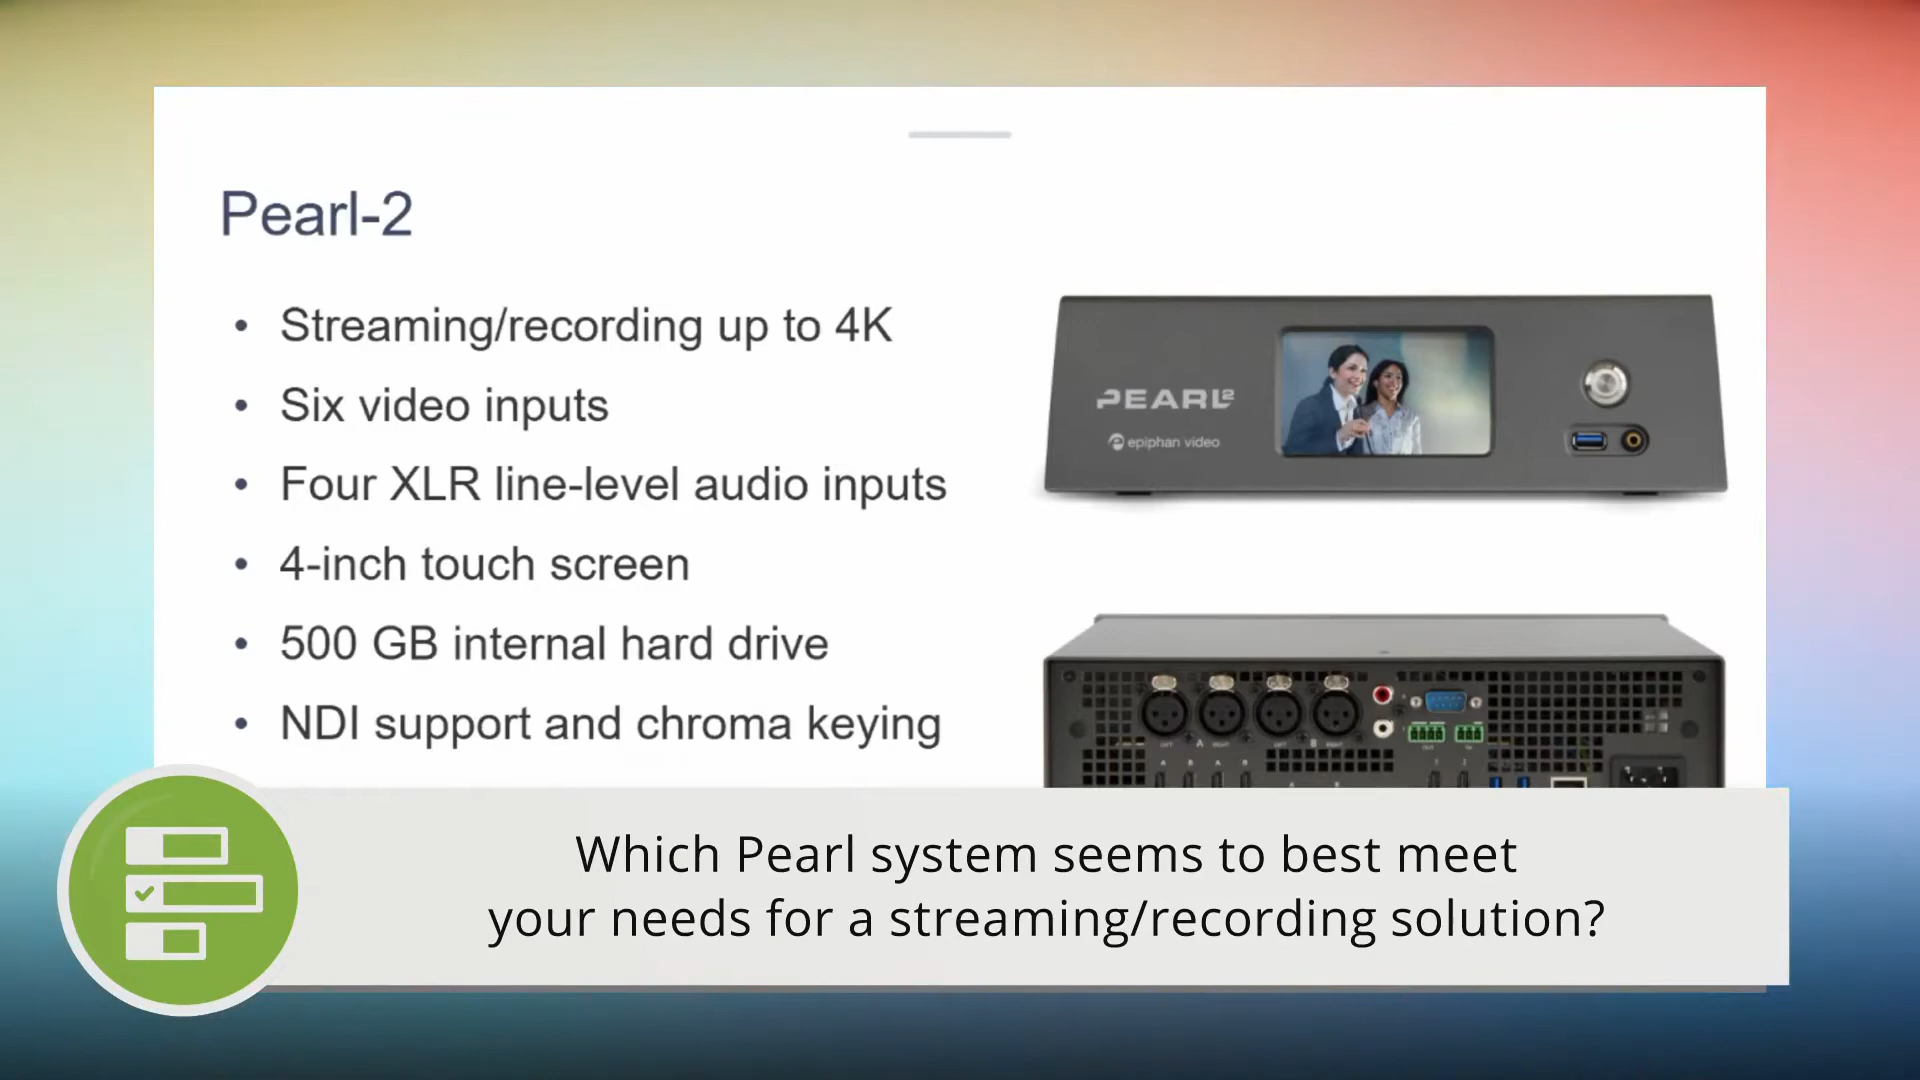 Pearl-2
• Streaming/recording up to 4K
• Six video inputs
• Four XLR line-level audio inputs
• 4-inch touch screen
• 500 GB internal hard drive
• NDI support and chroma keying
PEARL2
epiphan video
A B A B
1 2
Which Pearl system seems to best meet
your needs for a streaming/recording solution?